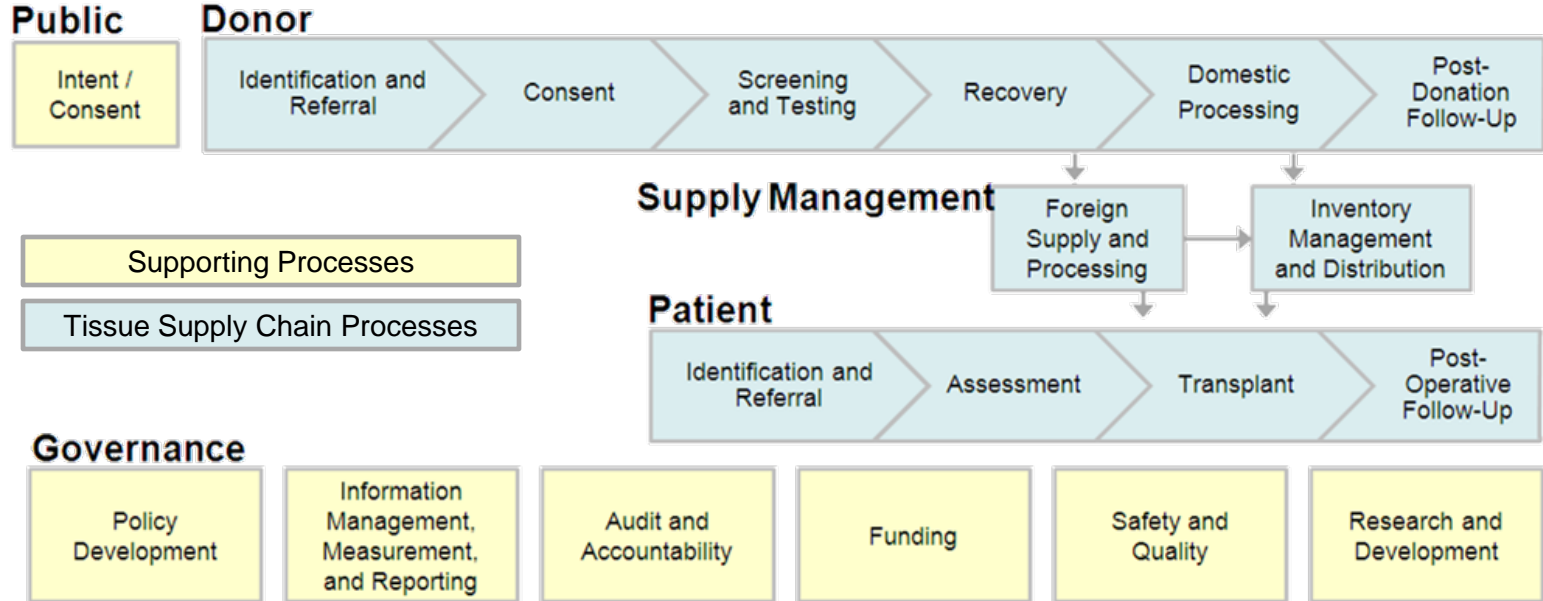 Public
Donor
Intent /
Consent
Identification and
Referral
Consent
Screening
and Testing
Recovery
Domestic
Processing
Post-
Donation
Follow-Up
Supply Management
Foreign
Supply and
Processing
Inventory
Management
and Distribution
Supporting Processes
Tissue Supply Chain Processes
Patient
Identification and
Referral
Assessment
Transplant
Post-
Operative
Follow-Up
Governance
Policy
Development
Information
Management,
Measurement,
and Reporting
Audit and
Accountability
Funding
Safety and
Quality
Research and
Development